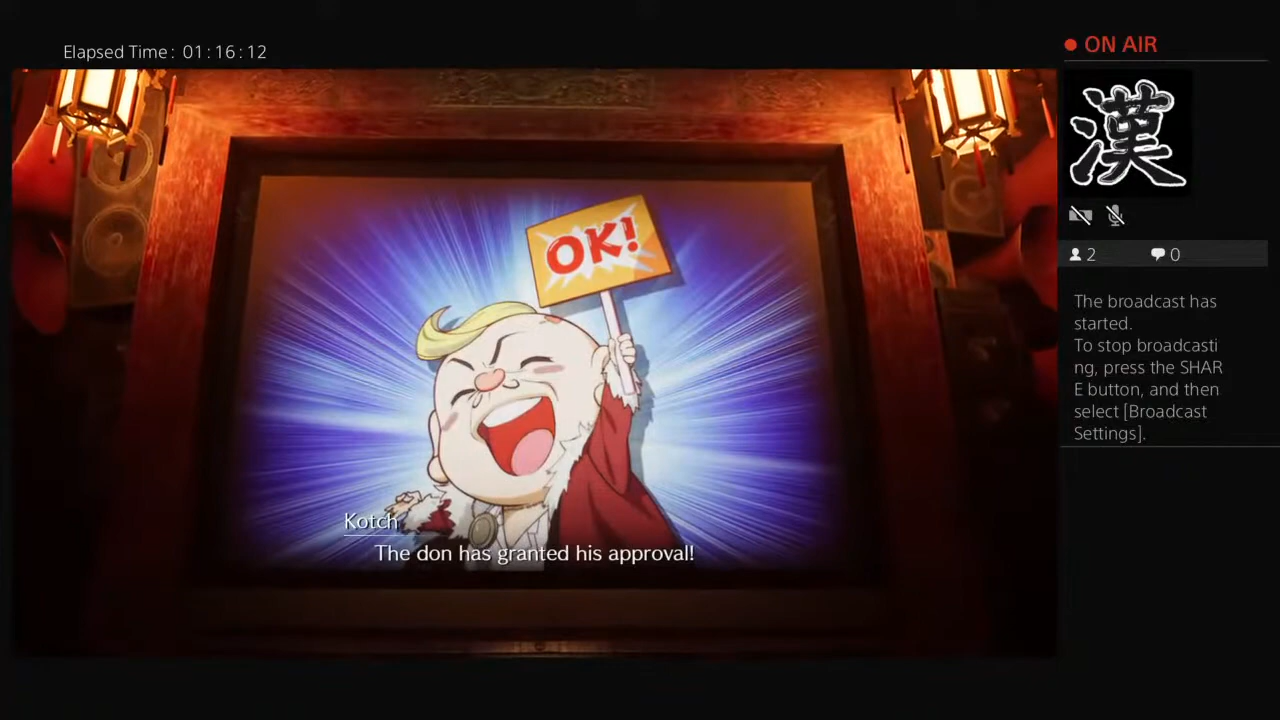 Elapsed Time: 01:16:12
ON AIR
漢
2
0
OK!
The broadcast has
started.
To stop broadcasti
ng, press the SHAR
E button, and then
select [Broadcast
Settings].
Kotch
The don has granted his approval!